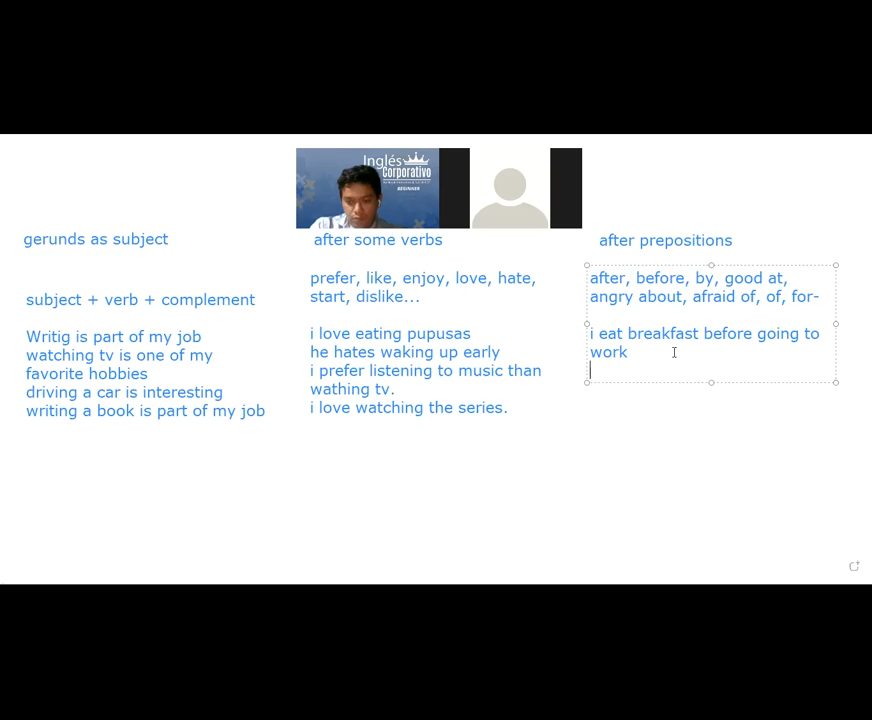 Inglés
Corporativo
BEGINNER
gerunds as subject
subject + verb + complement
Writig is part of my job
watching tv is one of my
favorite hobbies
driving a car is interesting
writing a book is part of my job
after some verbs
prefer, like, enjoy, love, hate,
start, dislike...
i love eating pupusas
he hates waking up early
i prefer listening to music than
wathing tv.
i love watching the series.
after prepositions
after, before, by, good at,
angry about, afraid of, of, for-
i eat breakfast before going to
work